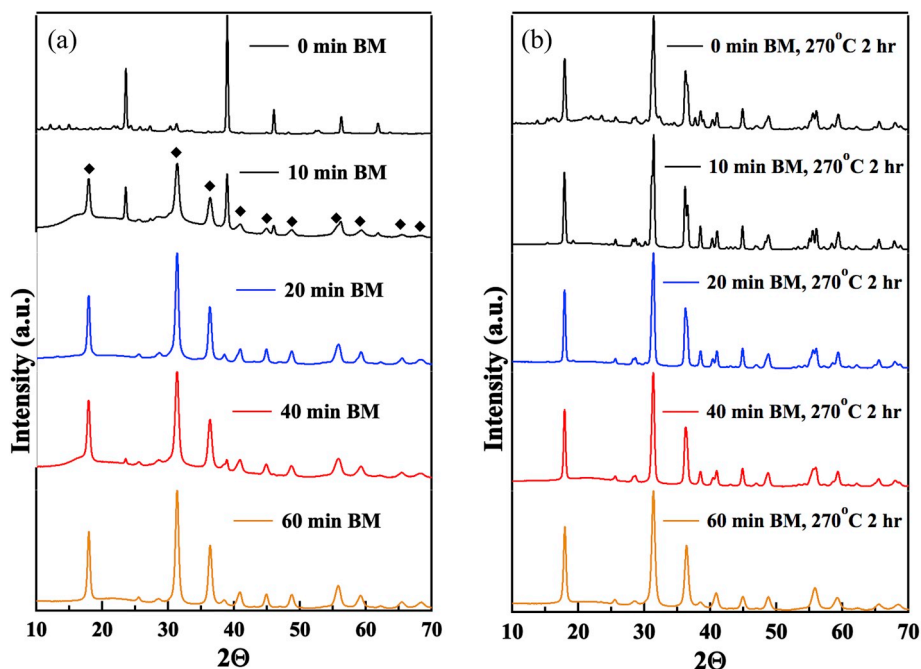 (a)
0 min BM
10 min BM
20 min BM
40 min BM
60 min BM
Intensity (a.u.)
10 20 30 40 50 60 70
2Θ
(b)
0 min BM, 270°C 2 hr
10 min BM, 270°C 2 hr
20 min BM, 270°C 2 hr
40 min BM, 270°C 2 hr
60 min BM, 270°C 2 hr
Intensity (a.u.)
10 20 30 40 50 60 70
2Θ